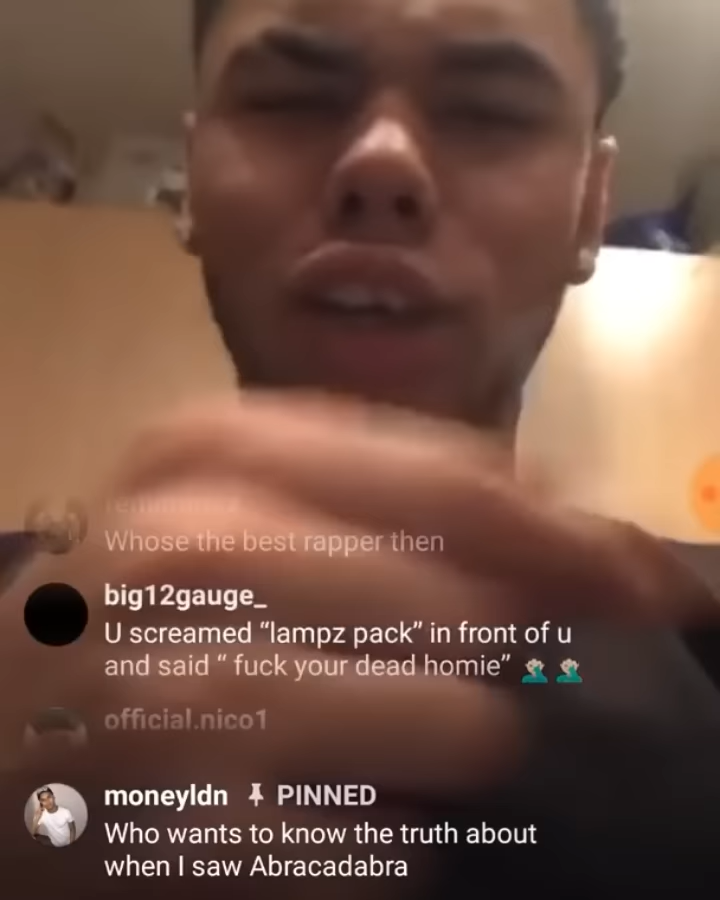 Whose the best rapper then
big12gauge_
U screamed “lampz pack” in front of u
and said “ fuck your dead homie” 🤦🏻‍♂️ 🤦🏻‍♂️
official.nico1
moneyldn PINNED
Who wants to know the truth about
when I saw Abracadabra